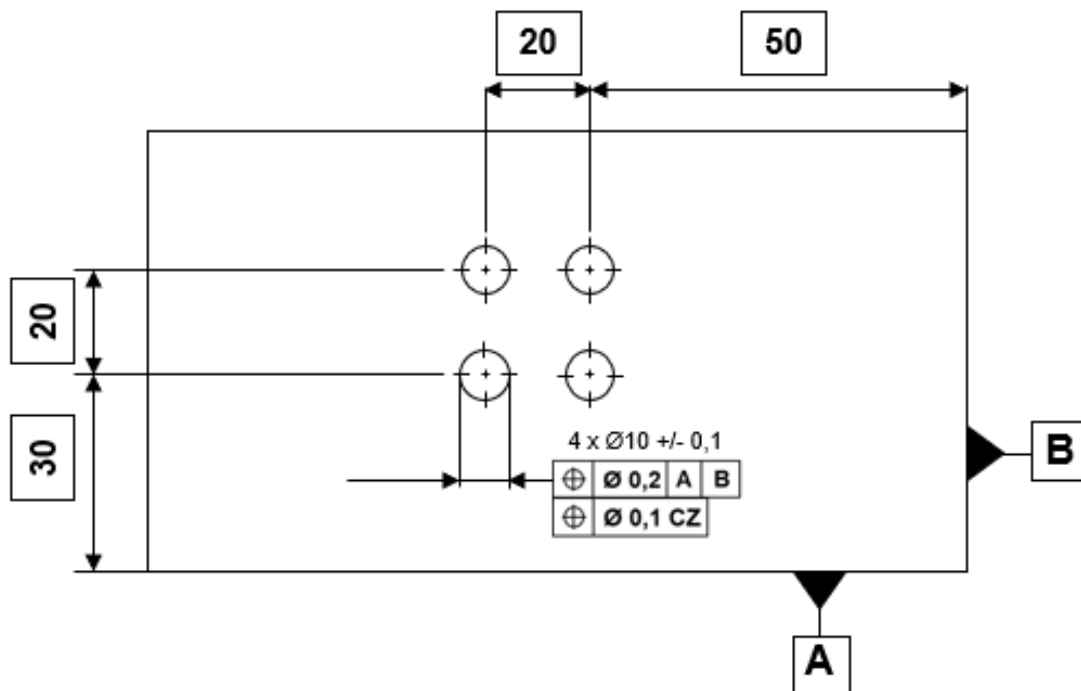 20 50
20
30
4 x Ø10 +/- 0,1
⌖ Ø 0,2 A B
⌖ Ø 0,1 CZ
B
A